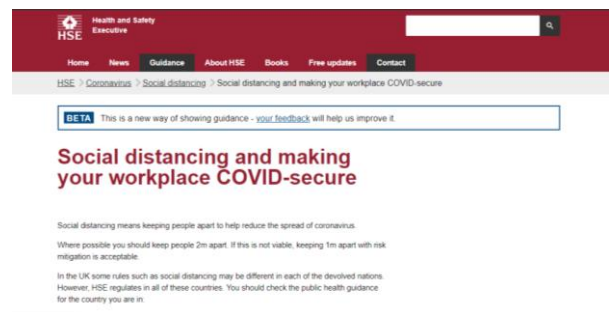 HSE
Health and Safety
Executive
Home News Guidance About HSE Books Free updates Contact
HSE > Coronavirus > Social distancing > Social distancing and making your workplace COVID-secure
BETA This is a new way of showing guidance - your feedback will help us improve it.
Social distancing and making
your workplace COVID-secure
Social distancing means keeping people apart to help reduce the spread of coronavirus.
Where possible you should keep people 2m apart. If this is not viable, keeping 1m apart with risk
mitigation is acceptable.
In the UK some rules such as social distancing may be different in each of the devolved nations.
However, HSE regulates in all of these countries. You should check the public health guidance
for the country you are in.